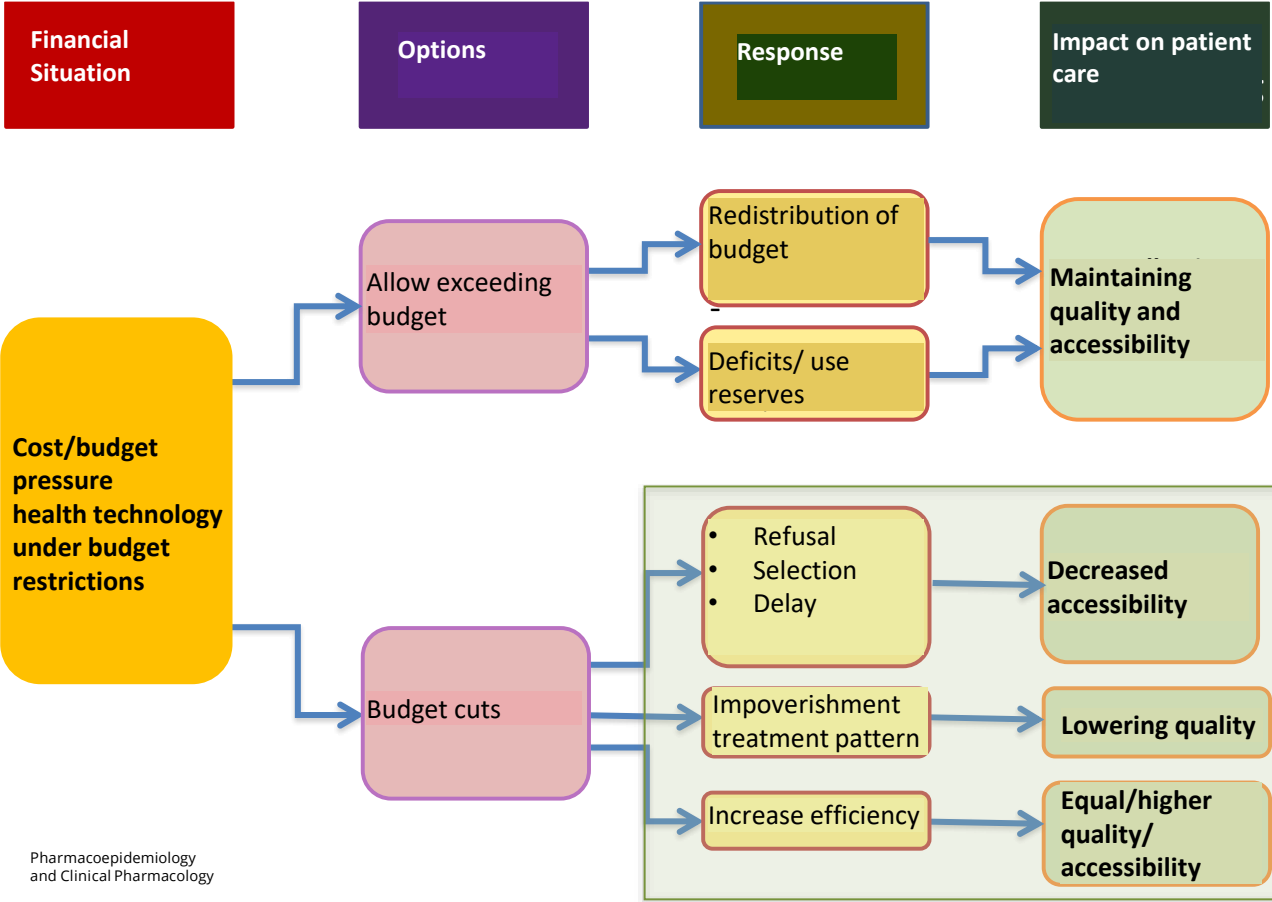 Financial
Situation
Options
Response
Impact on patient
care
Redistribution of
budget
Allow exceeding
budget
Maintaining
quality and
accessibility
Deficits/ use
reserves
Cost/budget
pressure
health technology
under budget
restrictions
• Refusal
• Selection
• Delay
Decreased
accessibility
Budget cuts
Impoverishment
treatment pattern
Lowering quality
Increase efficiency
Equal/higher
quality/
accessibility
Pharmacoepidemiology
and Clinical Pharmacology